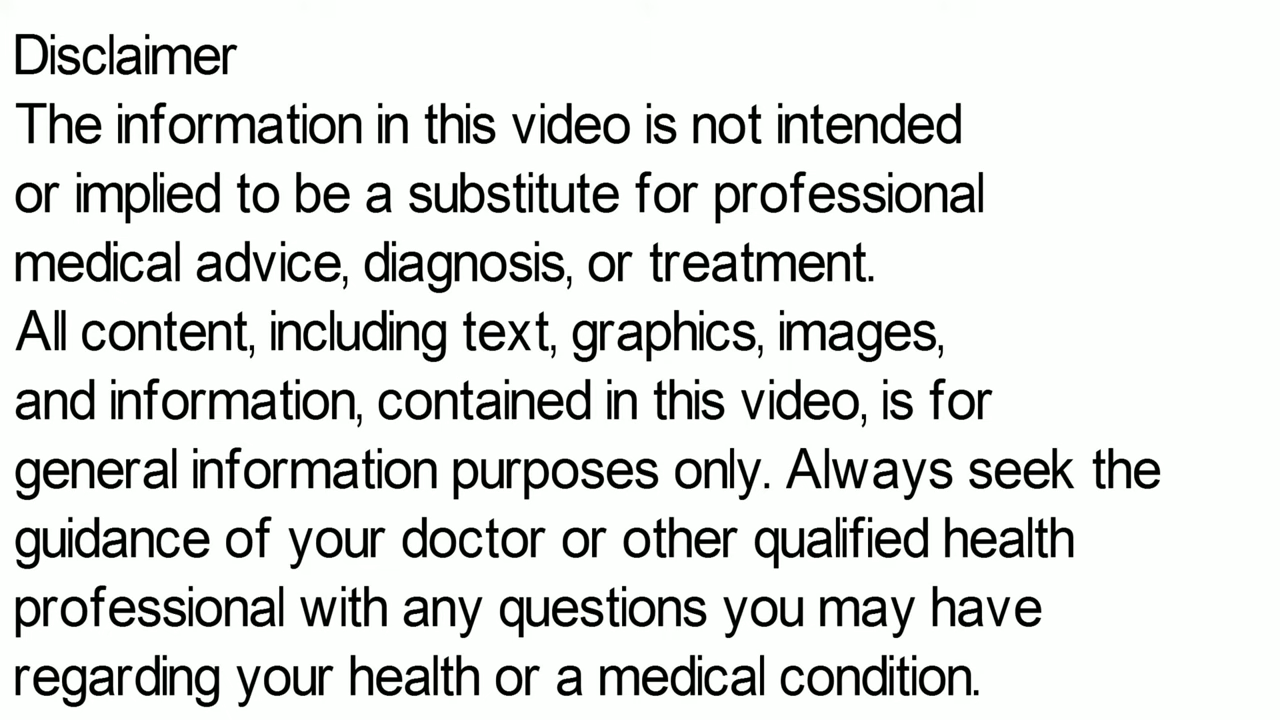 Disclaimer
The information in this video is not intended
or implied to be a substitute for professional
medical advice, diagnosis, or treatment.
All content, including text, graphics, images,
and information, contained in this video, is for
general information purposes only. Always seek the
guidance of your doctor or other qualified health
professional with any questions you may have
regarding your health or a medical condition.